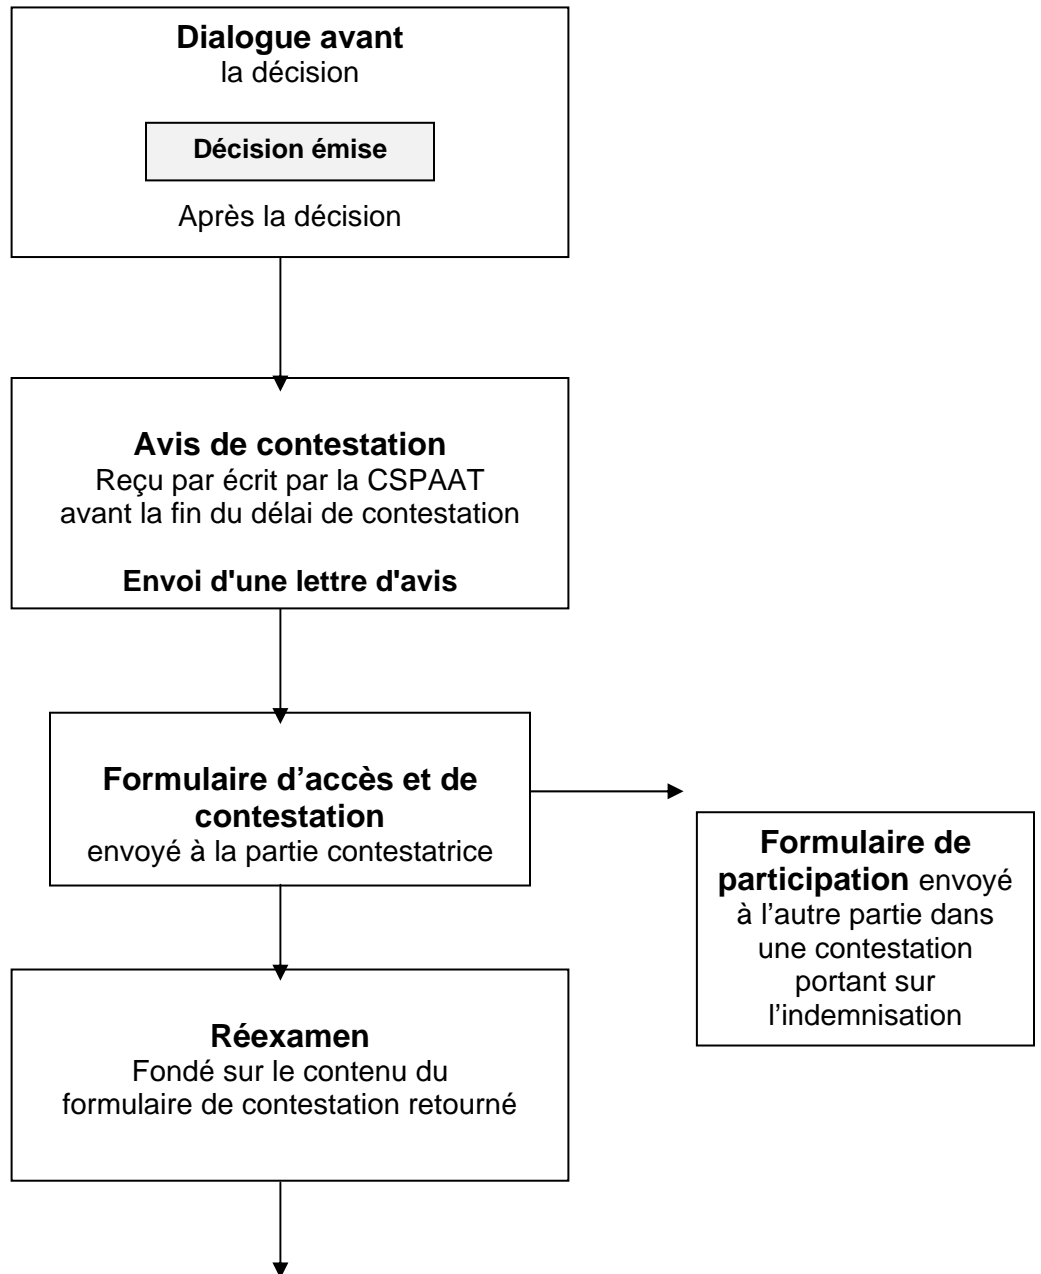 Dialogue avant
la décision
Décision émise
Après la décision
Avis de contestation
Reçu par écrit par la CSPAAT
avant la fin du délai de contestation
Envoi d'une lettre d'avis
Formulaire d’accès et de
contestation
envoyé à la partie contestatrice
Formulaire de
participation envoyé
à l’autre partie dans
une contestation
portant sur
l’indemnisation
Réexamen
Fondé sur le contenu du
formulaire de contestation retourné